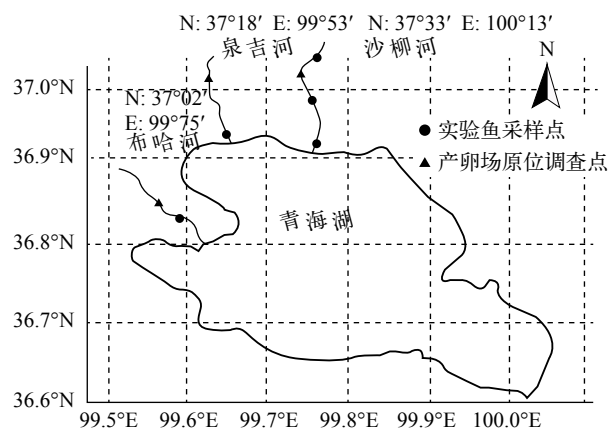 N: 37°18′ E: 99°53′ N: 37°33′ E: 100°13′
泉吉河 沙柳河
N
37.0°N
N: 37°02′
E: 99°75′
布哈河
实验鱼采样点
36.9°N
产卵场原位调查点
青海湖
36.8°N
36.7°N
36.6°N
99.5°E 99.6°E 99.7°E 99.8°E 99.9°E 100.0°E